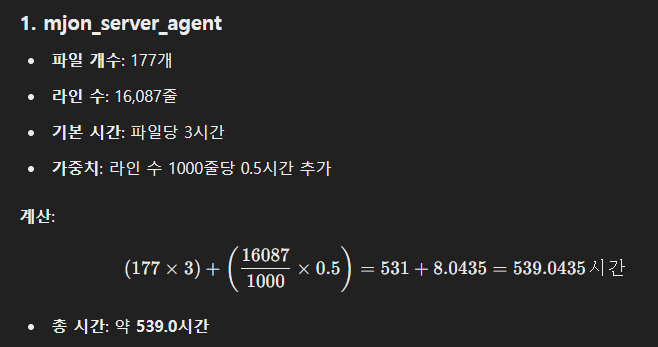 1. mjon_server_agent
• 파일 개수: 177개
• 라인 수: 16,087줄
• 기본 시간: 파일당 3시간
• 가중치: 라인 수 1000줄당 0.5시간 추가
계산:
(177 × 3) + (16087/1000 × 0.5) = 531 + 8.0435 = 539.0435시간
• 총 시간: 약 539.0시간